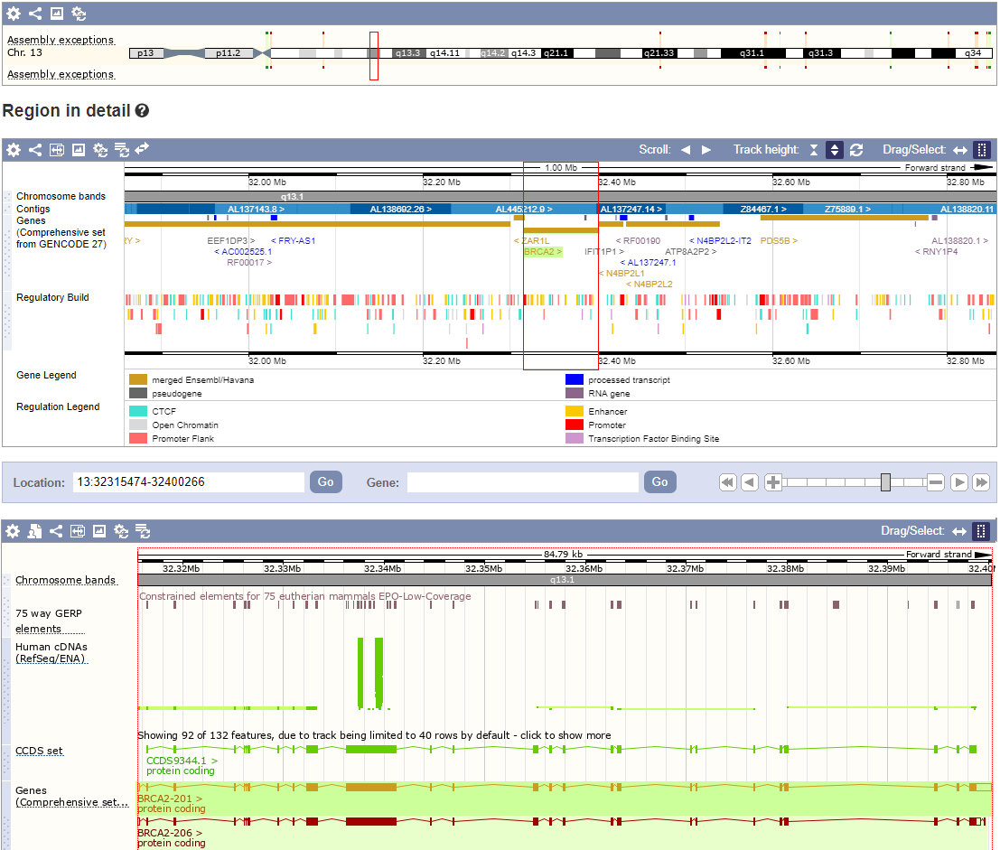 Assembly exceptions
Chr. 13
p13 p11.2 q13.3 q14.11 q14.2 q14.3 q21.1 q21.33 q31.1 q31.3 q34
Assembly exceptions
Region in detail ?
Scroll: Track height: Drag/Select:
1.00 Mb Forward strand
32.00 Mb 32.20 Mb 32.40 Mb 32.60 Mb 32.80 Mb
Chromosome bands q13.1
Contigs AL137143.8 > AL138692.26 > AL445212.9 > AL137247.14 > Z84467.1 > Z75889.1 > AL138820.11
Genes
(Comprehensive set
from GENCODE 27)
RY > EEF1DP3 > < FRY-AS1 < ZAR1L < RF00190 < N4BP2L2-IT2 PDS5B > AL138820.1 >
< AC002525.1 BRCA2 > IFIT1P1 > ATP8A2P2 > < RNY1P4
RF00017 > < AL137247.1
< N4BP2L1
< N4BP2L2
Regulatory Build
32.00 Mb 32.20 Mb 32.40 Mb 32.60 Mb 32.80 Mb
Gene Legend
merged Ensembl/Havana processed transcript
pseudogene RNA gene
Regulation Legend
CTCF Enhancer
Open Chromatin Promoter
Promoter Flank Transcription Factor Binding Site
Location: 13:32315474-32400266 Go Gene: Go
Drag/Select:
84.79 kb Forward strand
32.32Mb 32.33Mb 32.34Mb 32.35Mb 32.36Mb 32.37Mb 32.38Mb 32.39Mb 32.40
Chromosome bands q13.1
Constrained elements for 75 eutherian mammals EPO-Low-Coverage
75 way GERP
elements
Human cDNAs
(RefSeq/ENA)
Showing 92 of 132 features, due to track being limited to 40 rows by default - click to show more
CCDS set
CCDS9344.1 >
protein coding
Genes
(Comprehensive set...
BRCA2-201 >
protein coding
BRCA2-206 >
protein coding